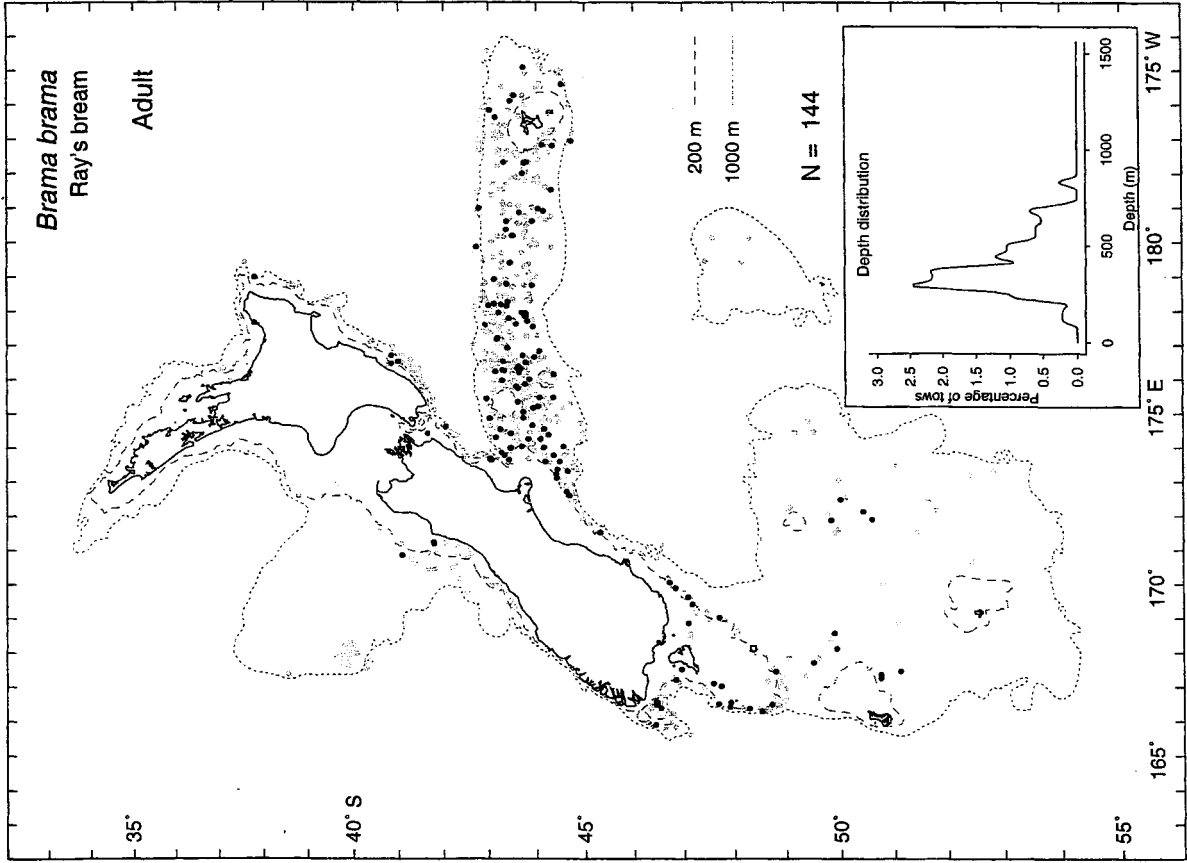 Brama brama
Ray's bream
Adult
200 m
1000 m
N = 144
Depth distribution
Percentage of tows
3.0
2.5
2.0
1.5
1.0
0.5
0.0
0
500
1000
1500
Depth (m)
35°
40° S
45°
50°
55°
165°
170°
175° E
180°
175° W